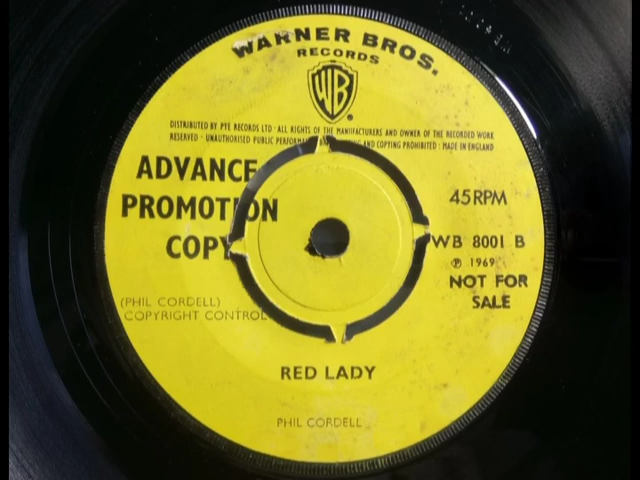 WARNER BROS.
RECORDS
WB
DISTRIBUTED BY PYE RECORDS LTD · ALL RIGHTS OF THE MANUFACTURERS AND OWNER OF THE RECORDED WORK
RESERVED · UNAUTHORISED PUBLIC PERFORM AND COPYING PROHIBITED · MADE IN ENGLAND
ADVANCE
PROMOTION
COPY
45 RPM
WB 8001 B
℗ 1969
NOT FOR
SALE
(PHIL CORDELL)
COPYRIGHT CONTROL
RED LADY
PHIL CORDELL